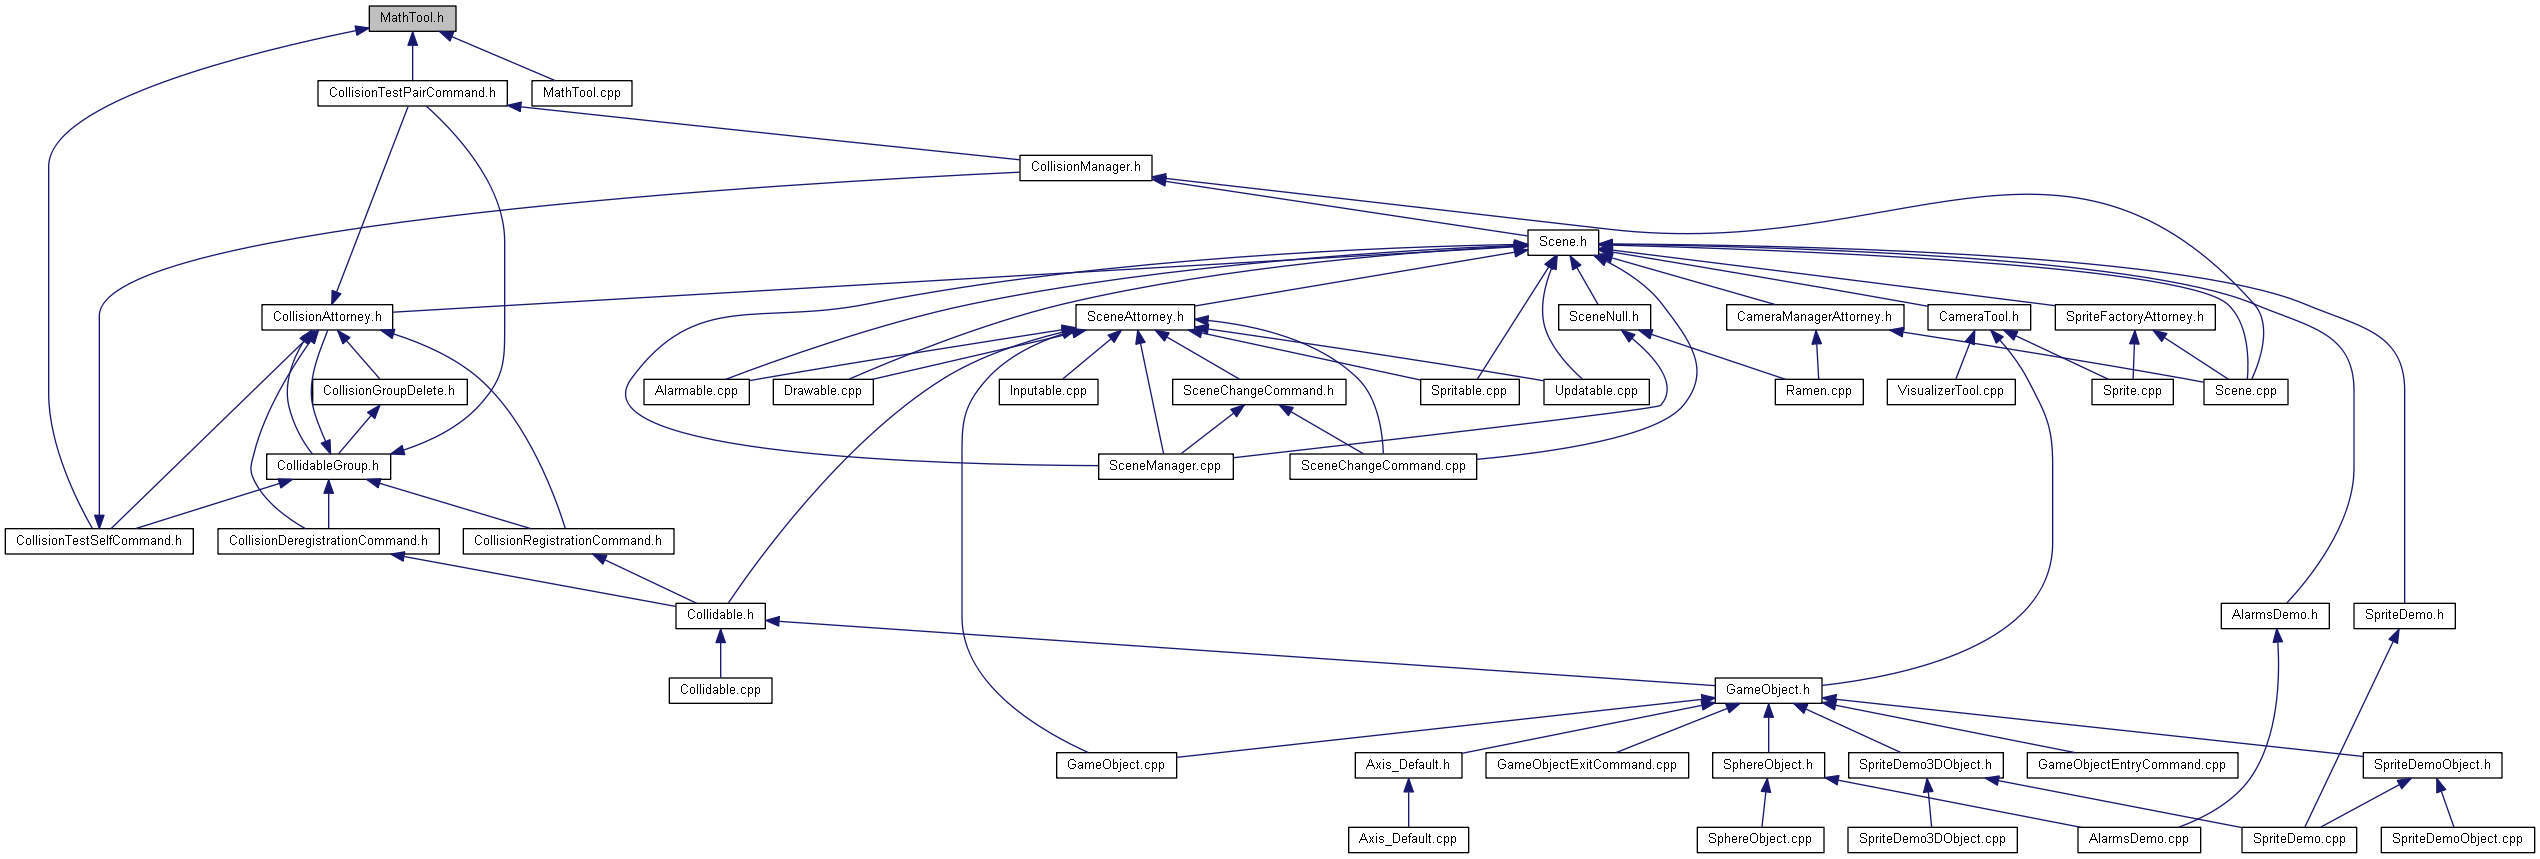 MathTool.h
CollisionTestPairCommand.h
MathTool.cpp
CollisionManager.h
Scene.h
CollisionAttorney.h
SceneAttorney.h
SceneNull.h
CameraManagerAttorney.h
CameraTool.h
SpriteFactoryAttorney.h
CollisionGroupDelete.h
Alarmable.cpp
Drawable.cpp
Inputable.cpp
SceneChangeCommand.h
Spritable.cpp
Updatable.cpp
Ramen.cpp
VisualizerTool.cpp
Sprite.cpp
Scene.cpp
CollidableGroup.h
SceneManager.cpp
SceneChangeCommand.cpp
CollisionTestSelfCommand.h
CollisionDeregistrationCommand.h
CollisionRegistrationCommand.h
Collidable.h
AlarmsDemo.h
SpriteDemo.h
Collidable.cpp
GameObject.h
GameObject.cpp
Axis_Default.h
GameObjectExitCommand.cpp
SphereObject.h
SpriteDemo3DObject.h
GameObjectEntryCommand.cpp
SpriteDemoObject.h
Axis_Default.cpp
SphereObject.cpp
SpriteDemo3DObject.cpp
AlarmsDemo.cpp
SpriteDemo.cpp
SpriteDemoObject.cpp